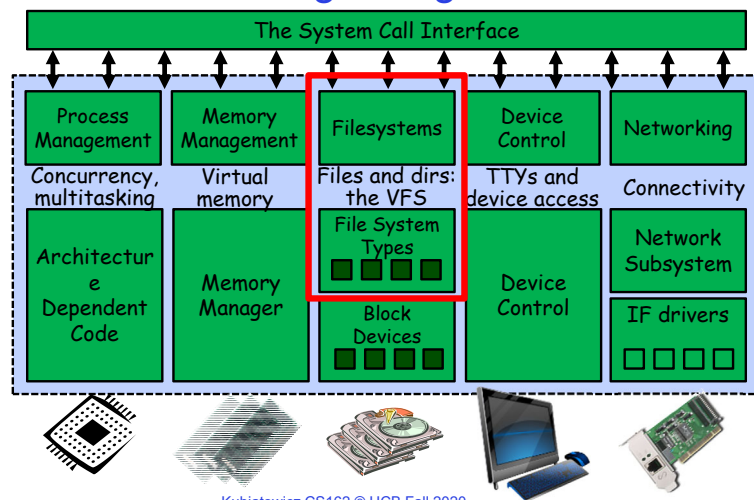 The System Call Interface
Process
Management
Memory
Management
Filesystems
Device
Control
Networking
Concurrency,
multitasking
Virtual
memory
Files and dirs:
the VFS
TTYs and
device access
Connectivity
Architectur
e
Dependent
Code
Memory
Manager
File System
Types
Block
Devices
Device
Control
Network
Subsystem
IF drivers